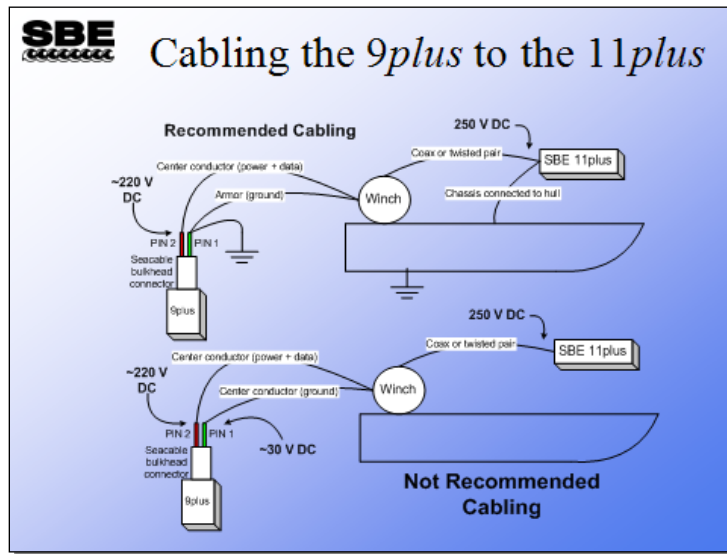 SBE
Cabling the 9plus to the 11plus
Recommended Cabling
250 V DC
Coax or twisted pair
SBE 11plus
Center conductor (power + data)
~220 V
DC
Armor (ground)
Winch
Chassis connected to hull
PIN 2
PIN 1
Seacable
bulkhead
connector
9plus
250 V DC
Coax or twisted pair
SBE 11plus
Center conductor (power + data)
~220 V
DC
Center conductor (ground)
Winch
PIN 2
PIN 1
~30 V DC
Seacable
bulkhead
connector
9plus
Not Recommended
Cabling